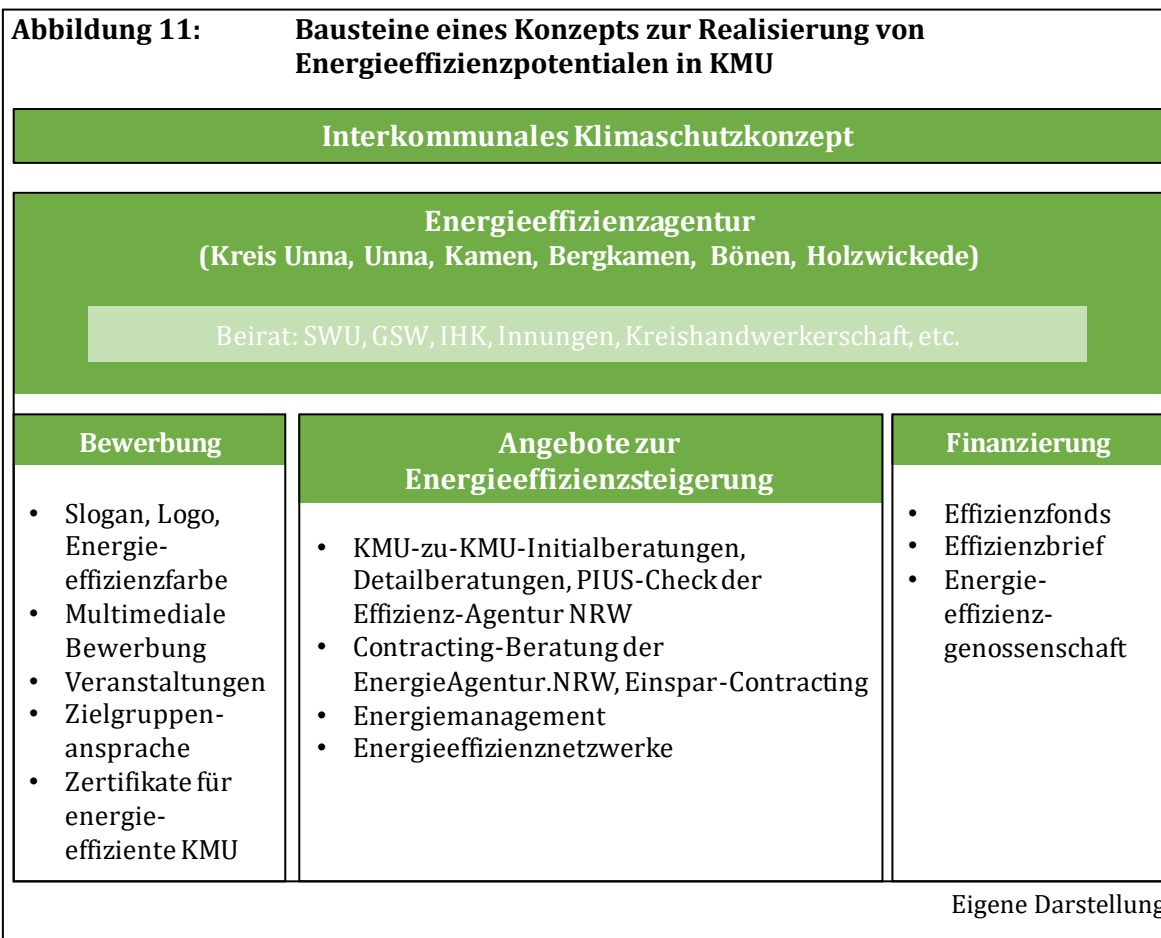 Abbildung 11: Bausteine eines Konzepts zur Realisierung von
Energieeffizienzpotentialen in KMU
Interkommunales Klimaschutzkonzept
Energieeffizienzagentur
(Kreis Unna, Unna, Kamen, Bergkamen, Bönen, Holzwickede)
Beirat: SWU, GSW, IHK, Innungen, Kreishandwerkerschaft, etc.
Bewerbung
• Slogan, Logo,
Energie-
effizienzfarbe
• Multimediale
Bewerbung
• Veranstaltungen
• Zielgruppen-
ansprache
• Zertifikate für
energie-
effiziente KMU
Angebote zur
Energieeffizienzsteigerung
• KMU-zu-KMU-Initialberatungen,
Detailberatungen, PIUS-Check der
Effizienz-Agentur NRW
• Contracting-Beratung der
EnergieAgentur.NRW, Einspar-Contracting
• Energiemanagement
• Energieeffizienznetzwerke
Finanzierung
• Effizienzfonds
• Effizienzbrief
• Energie-
effizienz-
genossenschaft
Eigene Darstellung